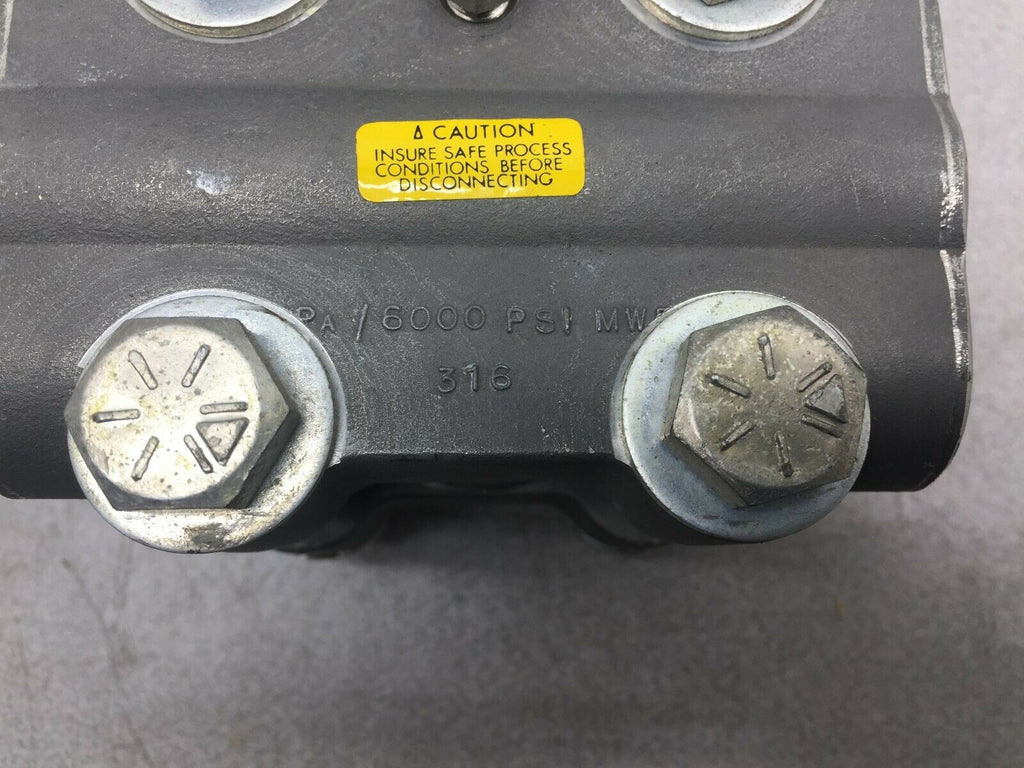 ⚠ CAUTION
INSURE SAFE PROCESS
CONDITIONS BEFORE
DISCONNECTING
/6000 PSI
316